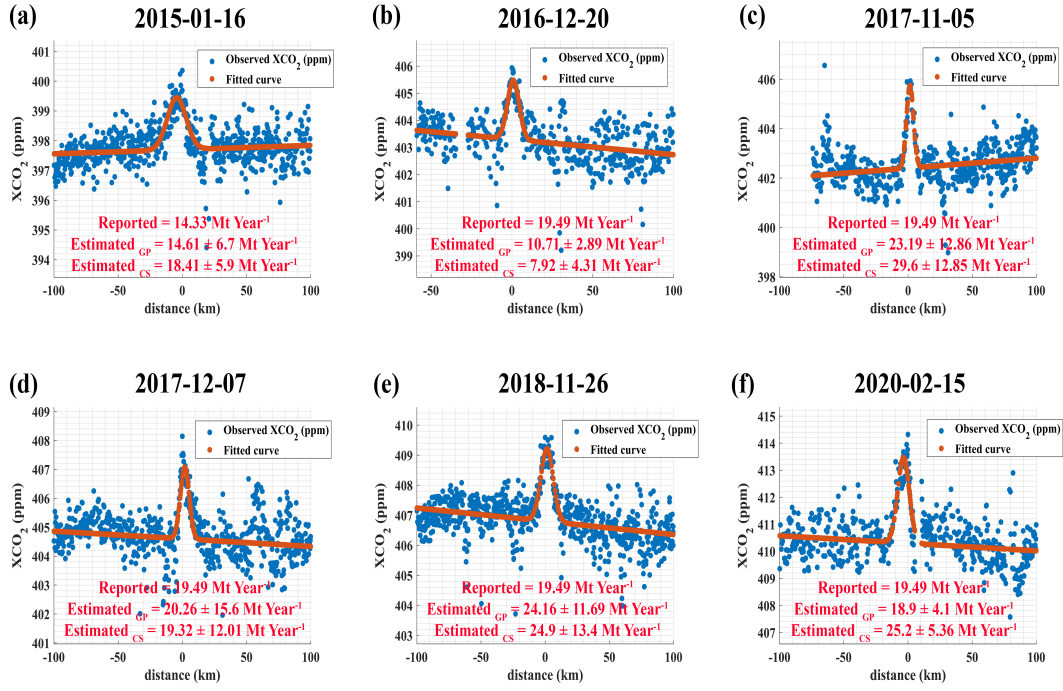 (a) 2015-01-16
XCO2 (ppm)
401
400
399
398
397
396
395
394
Observed XCO2 (ppm)
Fitted curve
Reported = 14.33 Mt Year-1
Estimated GP = 14.61 ± 6.7 Mt Year-1
Estimated CS = 18.41 ± 5.9 Mt Year-1
-100 -50 0 50 100
distance (km)
(b) 2016-12-20
XCO2 (ppm)
406
405
404
403
402
401
400
399
Observed XCO2 (ppm)
Fitted curve
Reported = 19.49 Mt Year-1
Estimated GP = 10.71 ± 2.89 Mt Year-1
Estimated CS = 7.92 ± 4.31 Mt Year-1
-50 0 50 100
distance (km)
(c) 2017-11-05
XCO2 (ppm)
406
404
402
400
398
Observed XCO2 (ppm)
Fitted curve
Reported = 19.49 Mt Year-1
Estimated GP = 23.19 ± 12.86 Mt Year-1
Estimated CS = 29.6 ± 12.85 Mt Year-1
-100 -50 0 50 100
distance (km)
(d) 2017-12-07
XCO2 (ppm)
409
408
407
406
405
404
403
402
401
Observed XCO2 (ppm)
Fitted curve
Reported = 19.49 Mt Year-1
Estimated GP = 20.26 ± 15.6 Mt Year-1
Estimated CS = 19.32 ± 12.01 Mt Year-1
-100 -50 0 50 100
distance (km)
(e) 2018-11-26
XCO2 (ppm)
410
409
408
407
406
405
404
403
Observed XCO2 (ppm)
Fitted curve
Reported = 19.49 Mt Year-1
Estimated GP = 24.16 ± 11.69 Mt Year-1
Estimated CS = 24.9 ± 13.4 Mt Year-1
-100 -50 0 50 100
distance (km)
(f) 2020-02-15
XCO2 (ppm)
415
414
413
412
411
410
409
408
407
Observed XCO2 (ppm)
Fitted curve
Reported = 19.49 Mt Year-1
Estimated GP = 18.9 ± 4.1 Mt Year-1
Estimated CS = 25.2 ± 5.36 Mt Year-1
-100 -50 0 50 100
distance (km)